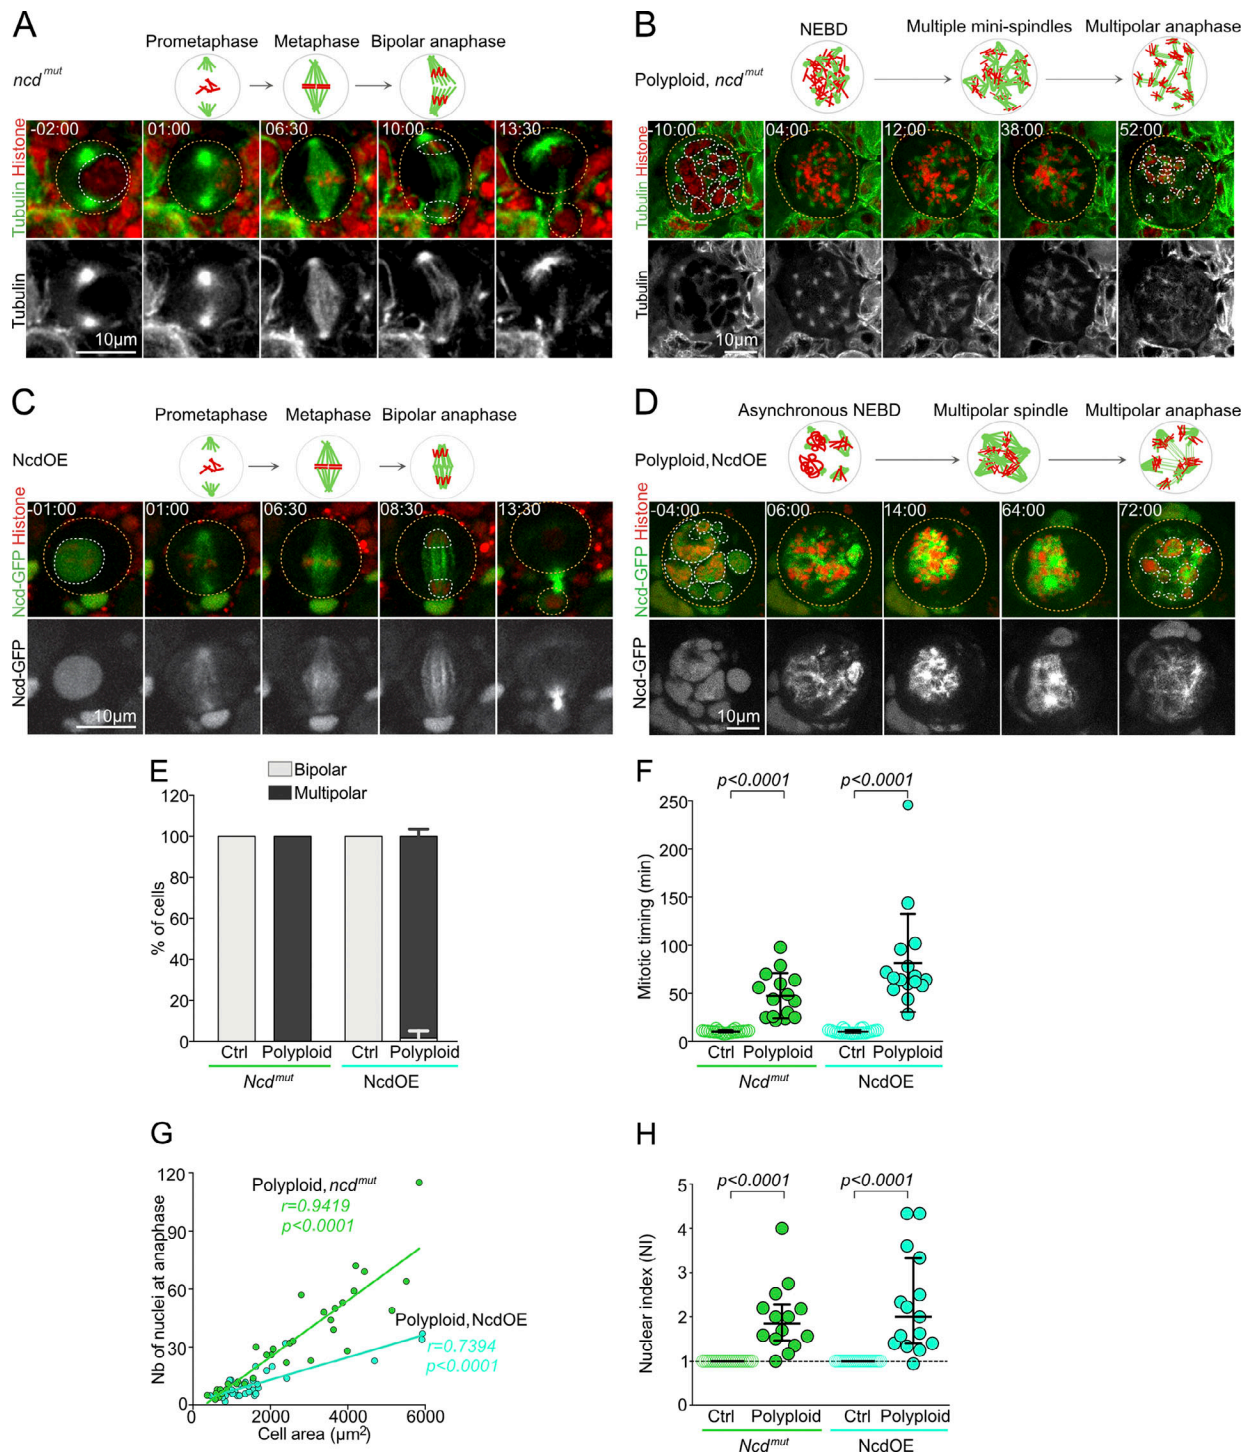 A
Prometaphase Metaphase Bipolar anaphase
ncd^mut
-02:00 01:00 06:30 10:00 13:30
Tubulin Histone
Tubulin
10µm
B
NEBD Multiple mini-spindles Multipolar anaphase
Polyploid, ncd^mut
-10:00 04:00 12:00 38:00 52:00
Tubulin Histone
Tubulin
10µm
C
Prometaphase Metaphase Bipolar anaphase
NcdOE
-01:00 01:00 06:30 08:30 13:30
Ncd-GFP Histone
Ncd-GFP
10µm
D
Asynchronous NEBD Multipolar spindle Multipolar anaphase
Polyploid, NcdOE
-04:00 06:00 14:00 64:00 72:00
Ncd-GFP Histone
Ncd-GFP
10µm
E
Bipolar
Multipolar
120
100
80
60
40
20
0
% of cells
Ctrl Polyploid Ctrl Polyploid
Ncd^mut NcdOE
F
p<0.0001 p<0.0001
250
200
150
100
50
0
Mitotic timing (min)
Ctrl Polyploid Ctrl Polyploid
Ncd^mut NcdOE
G
120
90
60
30
0
Nb of nuclei at anaphase
Polyploid, ncd^mut
r=0.9419
p<0.0001
Polyploid, NcdOE
r=0.7394
p<0.0001
0 2000 4000 6000
Cell area (µm²)
H
p<0.0001 p<0.0001
5
4
3
2
1
0
Nuclear index (NI)
Ctrl Polyploid Ctrl Polyploid
Ncd^mut NcdOE